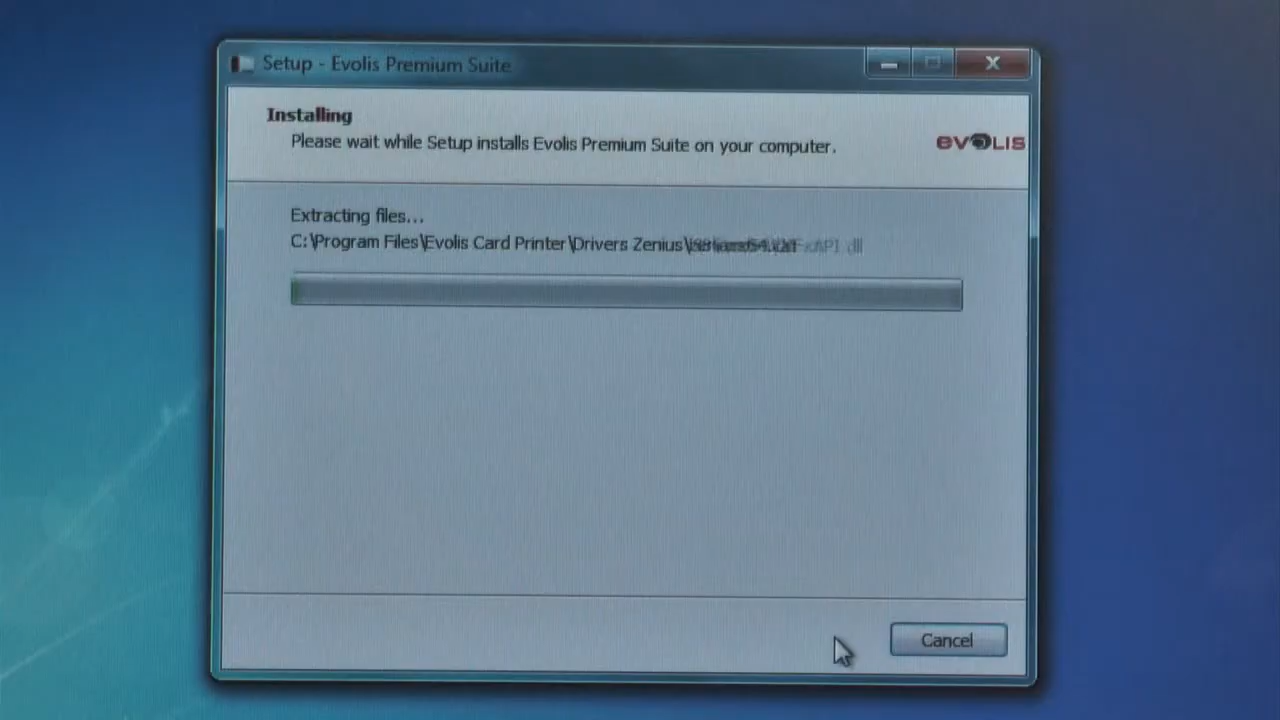 Setup - Evolis Premium Suite
Installing
Please wait while Setup installs Evolis Premium Suite on your computer.
evolis
Extracting files...
C:\Program Files\Evolis Card Printer\Drivers Zenius\
Cancel